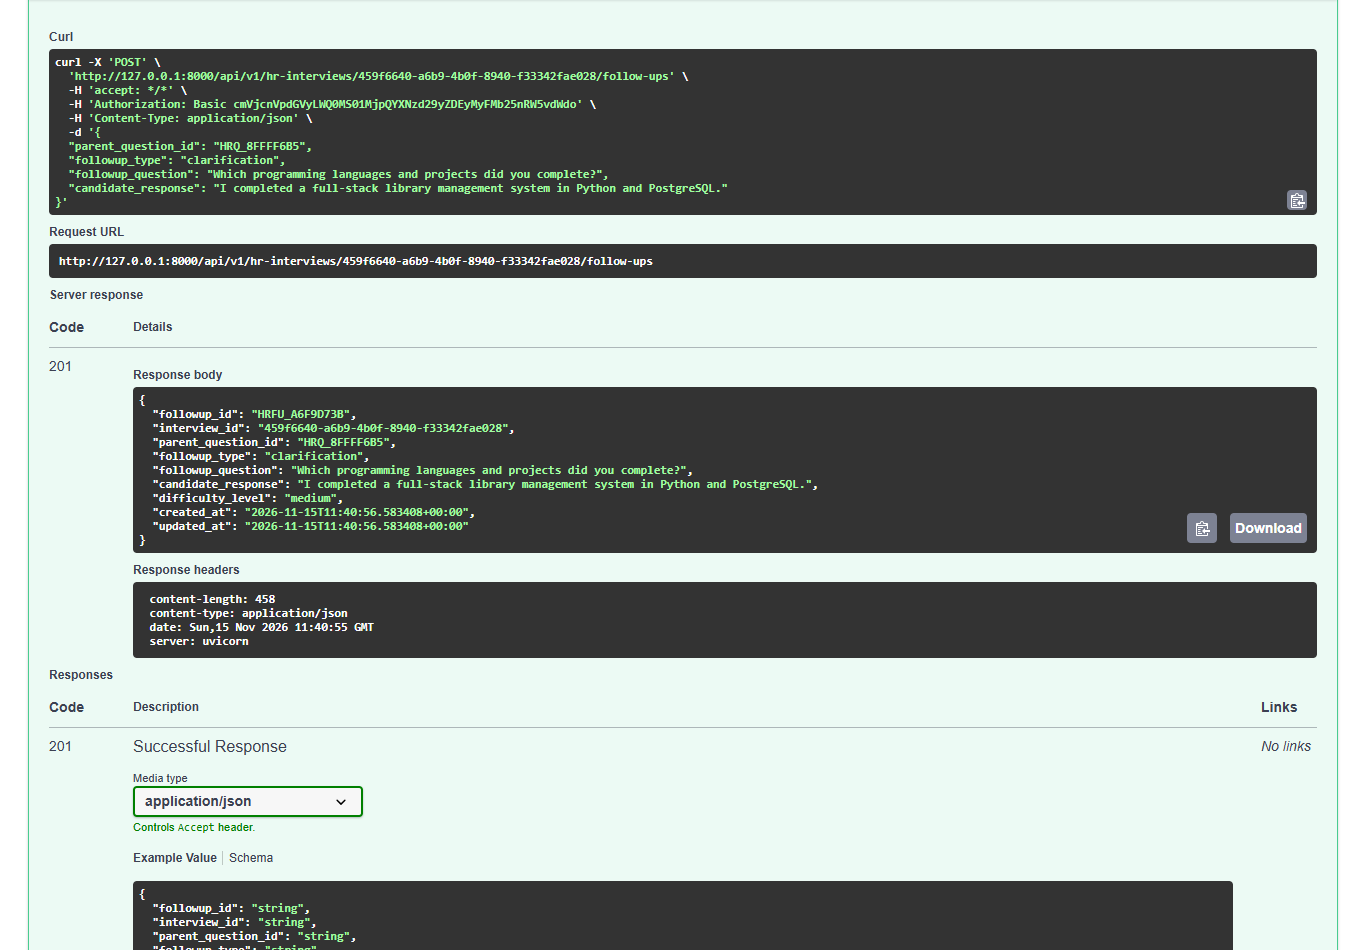 Curl
curl -X 'POST' \
'http://127.0.0.1:8000/api/v1/hr-interviews/459f6640-a6b9-4b0f-8940-f33342fae028/follow-ups' \
-H 'accept: */*' \
-H 'Authorization: Basic cmVjcnVpdGVyLWQ0MS01MjpQYXNzd29yZDEyMyFMb25nRW5vdWdo' \
-H 'Content-Type: application/json' \
-d '{
"parent_question_id": "HRQ_8FFFF6B5",
"followup_type": "clarification",
"followup_question": "Which programming languages and projects did you complete?",
"candidate_response": "I completed a full-stack library management system in Python and PostgreSQL."
}'
Request URL
http://127.0.0.1:8000/api/v1/hr-interviews/459f6640-a6b9-4b0f-8940-f33342fae028/follow-ups
Server response
Code Details
201
Response body
{
"followup_id": "HRFU_A6F9D73B",
"interview_id": "459f6640-a6b9-4b0f-8940-f33342fae028",
"parent_question_id": "HRQ_8FFFF6B5",
"followup_type": "clarification",
"followup_question": "Which programming languages and projects did you complete?",
"candidate_response": "I completed a full-stack library management system in Python and PostgreSQL.",
"difficulty_level": "medium",
"created_at": "2026-11-15T11:40:56.583408+00:00",
"updated_at": "2026-11-15T11:40:56.583408+00:00"
}
Download
Response headers
content-length: 458
content-type: application/json
date: Sun,15 Nov 2026 11:40:55 GMT
server: uvicorn
Responses
Code Description Links
201 Successful Response No links
Media type
application/json
Controls Accept header.
Example Value Schema
{
"followup_id": "string",
"interview_id": "string",
"parent_question_id": "string",
"followup_type": "string",